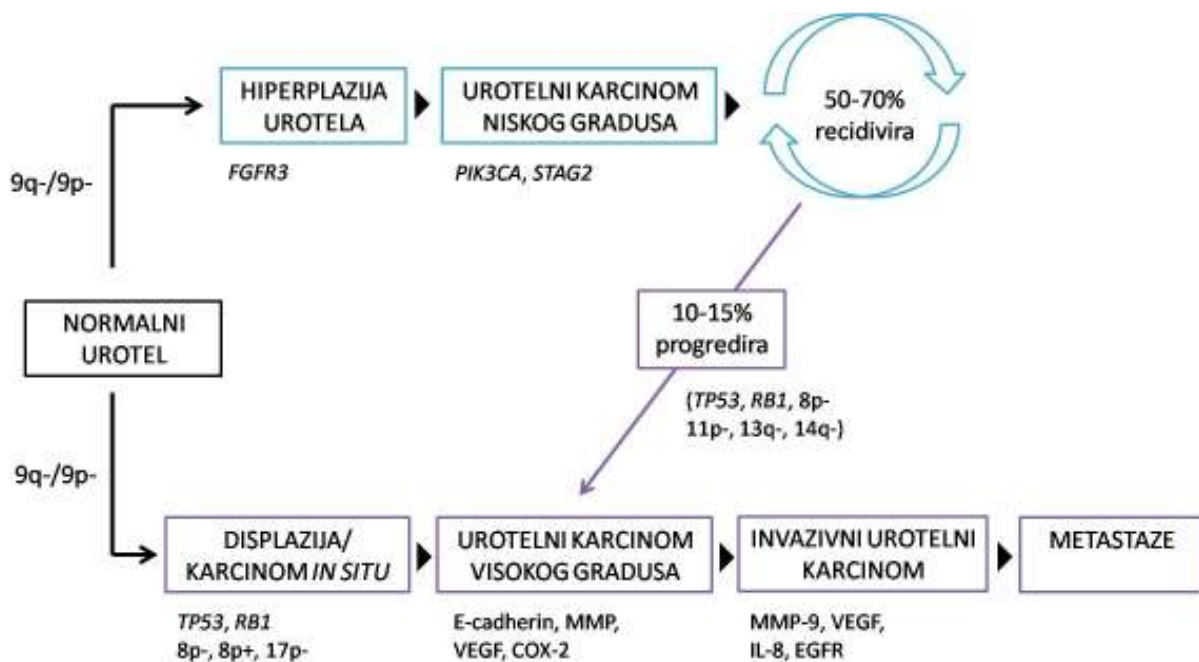 HIPERPLAZIJA
UROTELA
UROTELNI KARCINOM
NISKOG GRADUSA
50-70%
recidivira
FGFR3
PIK3CA, STAG2
9q-/9p-
NORMALNI
UROTEL
10-15%
progredira
(TP53, RB1, 8p-
11p-, 13q-, 14q-)
9q-/9p-
DISPLAZIJA/
KARCINOM IN SITU
UROTELNI KARCINOM
VISOKOG GRADUSA
INVAZIVNI UROTELNI
KARCINOM
METASTAZE
TP53, RB1
8p-, 8p+, 17p-
E-cadherin, MMP,
VEGF, COX-2
MMP-9, VEGF,
IL-8, EGFR